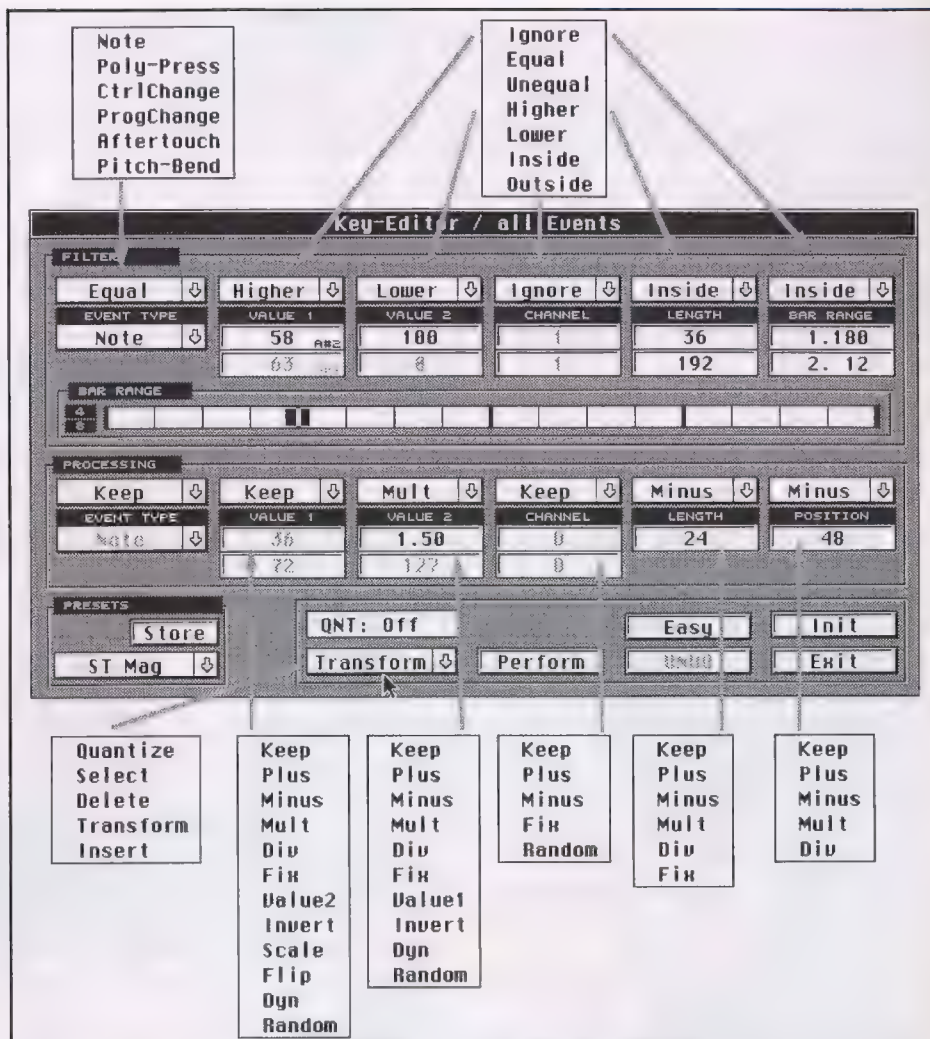 Note
Poly-Press
CtrlChange
ProgChange
Aftertouch
Pitch-Bend
Ignore
Equal
Unequal
Higher
Lower
Inside
Outside
Key-Editor / all Events
FILTER
Equal Higher Lower Ignore Inside Inside
EVENT TYPE VALUE 1 VALUE 2 CHANNEL LENGTH BAR RANGE
Note 58 A#2 100 1 36 1.180
63 0 1 192 2. 12
BAR RANGE
4
8
PROCESSING
Keep Keep Mult Keep Minus Minus
EVENT TYPE VALUE 1 VALUE 2 CHANNEL LENGTH POSITION
Note 36 1.50 0 24 48
72 127 0
PRESETS
Store QNT: Off Easy Init
ST Mag Transform Perform Undo Exit
Quantize
Select
Delete
Transform
Insert
Keep
Plus
Minus
Mult
Div
Fix
Value2
Invert
Scale
Flip
Dyn
Random
Keep
Plus
Minus
Mult
Div
Fix
Value1
Invert
Dyn
Random
Keep
Plus
Minus
Fix
Random
Keep
Plus
Minus
Mult
Div
Fix
Keep
Plus
Minus
Mult
Div